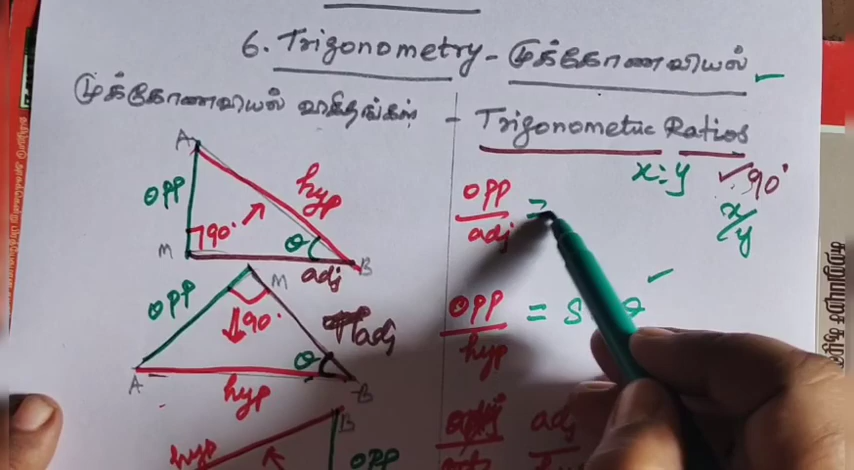 6. Trigonometry - முக்கோணவியல்
முக்கோணவியல் விகிதங்கள் - Trigonometric Ratios
A
opp
hyp
90°
θ
M
B
adj
x:y
90°
x/y
opp/adj =
opp/hyp = S θ
M
opp
90°
adj
θ
A
hyp
B
B
hyp
opp
adj